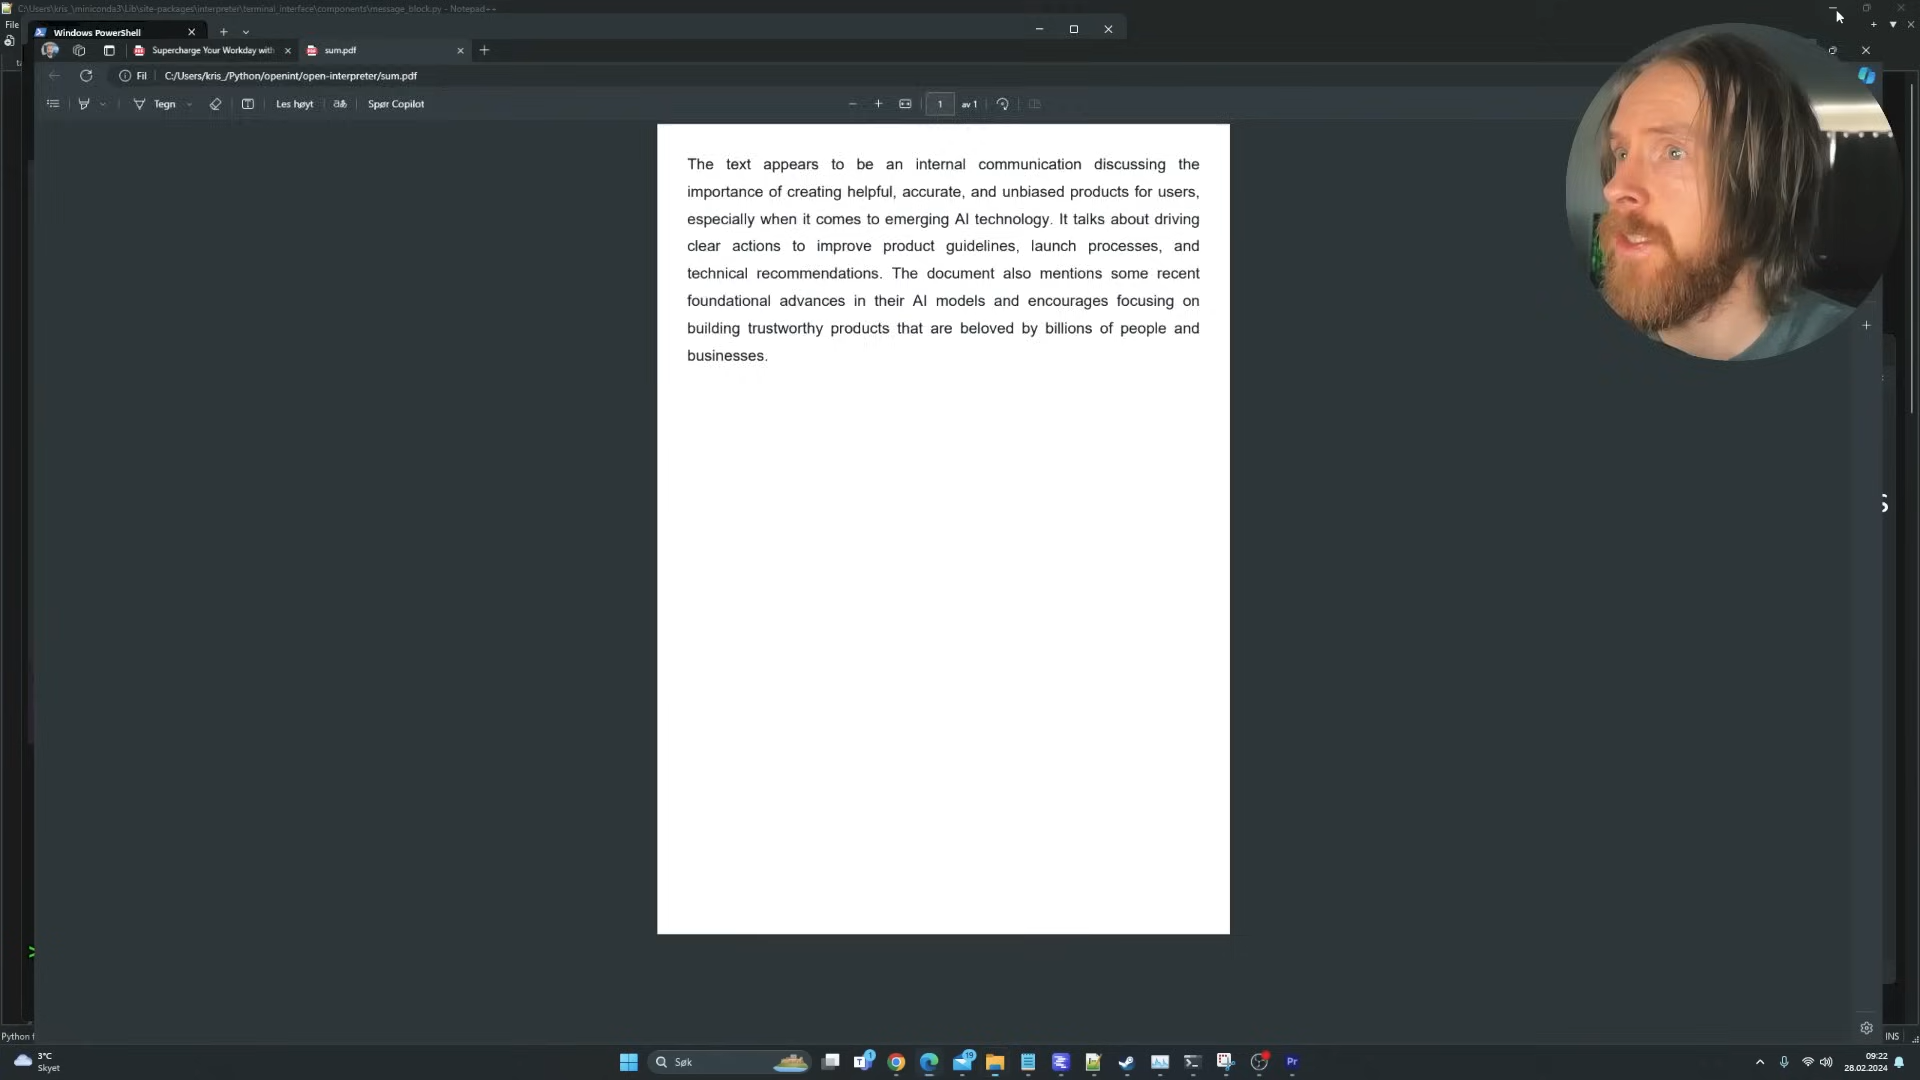 C:\Users\kris_\miniconda3\Lib\site-packages\interpreter\terminal_interface\components\message_block.py - Notepad++
File
Windows PowerShell
Supercharge Your Workday with
sum.pdf
Fil
C:/Users/kris_/Python/openint/open-interpreter/sum.pdf
Tegn
Les høyt
aあ
Spør Copilot
1
av 1
The text appears to be an internal communication discussing the
importance of creating helpful, accurate, and unbiased products for users,
especially when it comes to emerging AI technology. It talks about driving
clear actions to improve product guidelines, launch processes, and
technical recommendations. The document also mentions some recent
foundational advances in their AI models and encourages focusing on
building trustworthy products that are beloved by billions of people and
businesses.
s
Python f
INS
3°C
Skyet
Søk
1
19
Pr
09:22
28.02.2024